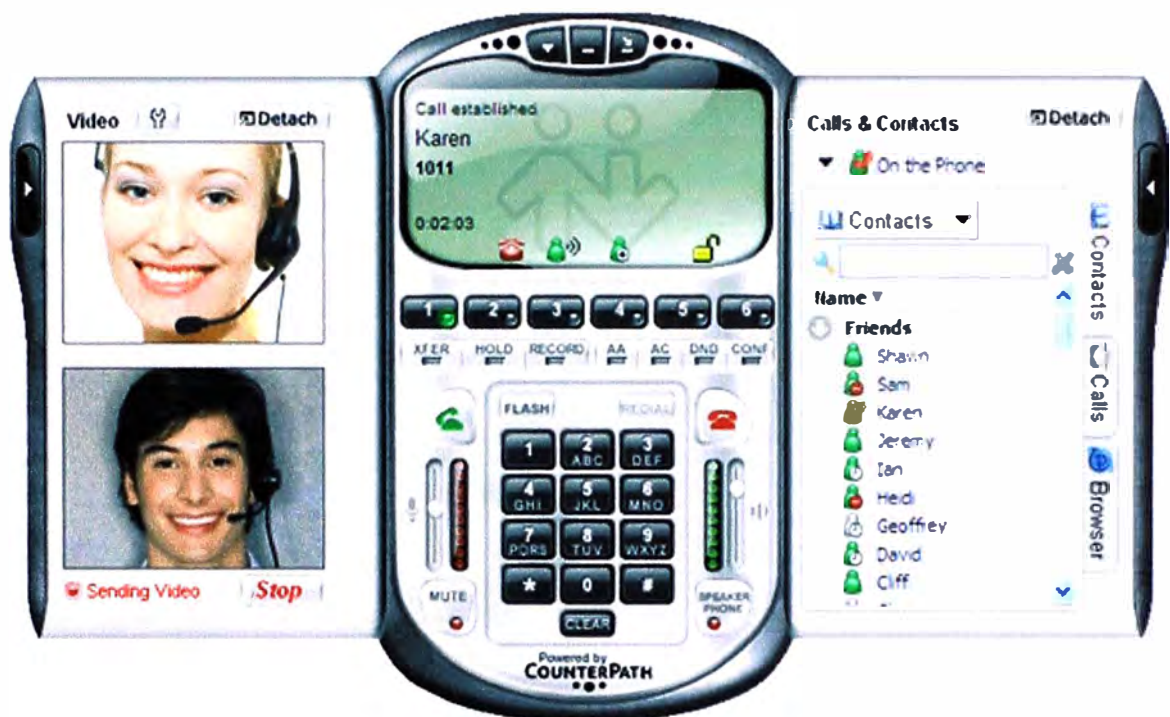 Video
Detach
Sending Video
Stop
Call established
Karen
1011
0:02:03
1 2 3 4 5 6
XFER HOLD RECORD AA AC DND CONF
FLASH REDIAL
1 2 ABC 3 DEF
4 GHI 5 JKL 6 MNO
7 PQRS 8 TUV 9 WXYZ
* 0 #
CLEAR
MUTE
SPEAKER
PHONE
Powered by
COUNTERPATH
Calls & Contacts
Detach
On the Phone
Contacts
Name
Friends
Shawn
Sam
Karen
Jeremy
Ian
Heidi
Geoffrey
David
Cliff
Contacts
Calls
Browser